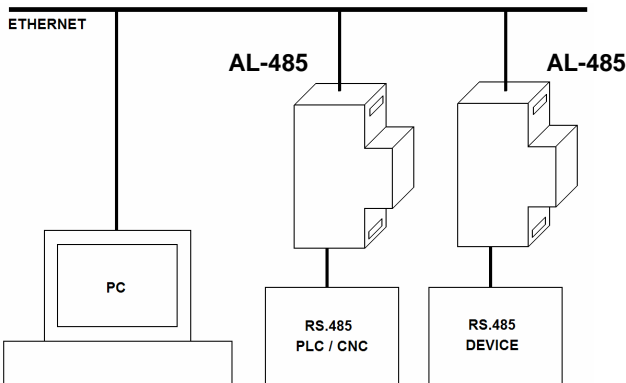 ETHERNET
AL-485
AL-485
PC
RS.485
PLC / CNC
RS.485
DEVICE